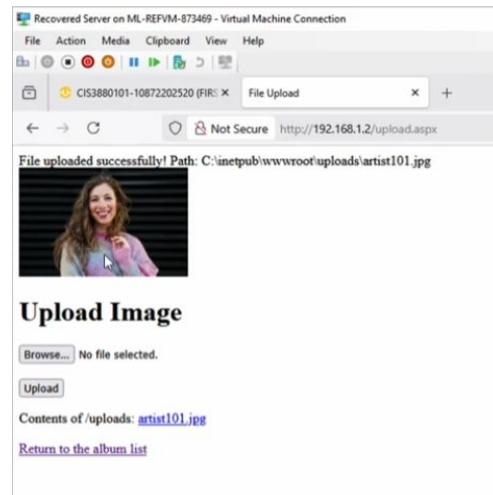 Recovered Server on ML-REFVM-873469 - Virtual Machine Connection
File Action Media Clipboard View Help
CIS3880101-10872202520 (FIRS × File Upload × +
Not Secure http://192.168.1.2/upload.aspx
File uploaded successfully! Path: C:\inetpub\wwwroot\uploads\artist101.jpg
Upload Image
Browse... No file selected.
Upload
Contents of /uploads: artist101.jpg
Return to the album list